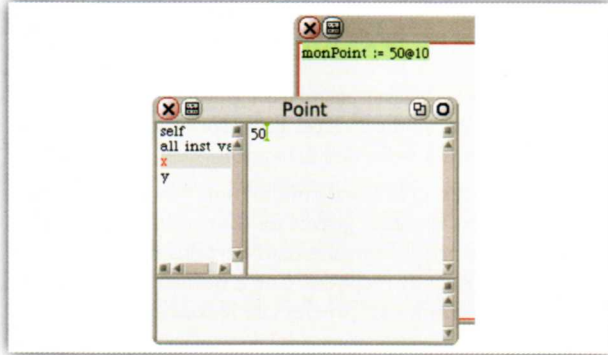 monPoint := 50@10
Point
self
all inst va
x
y
50